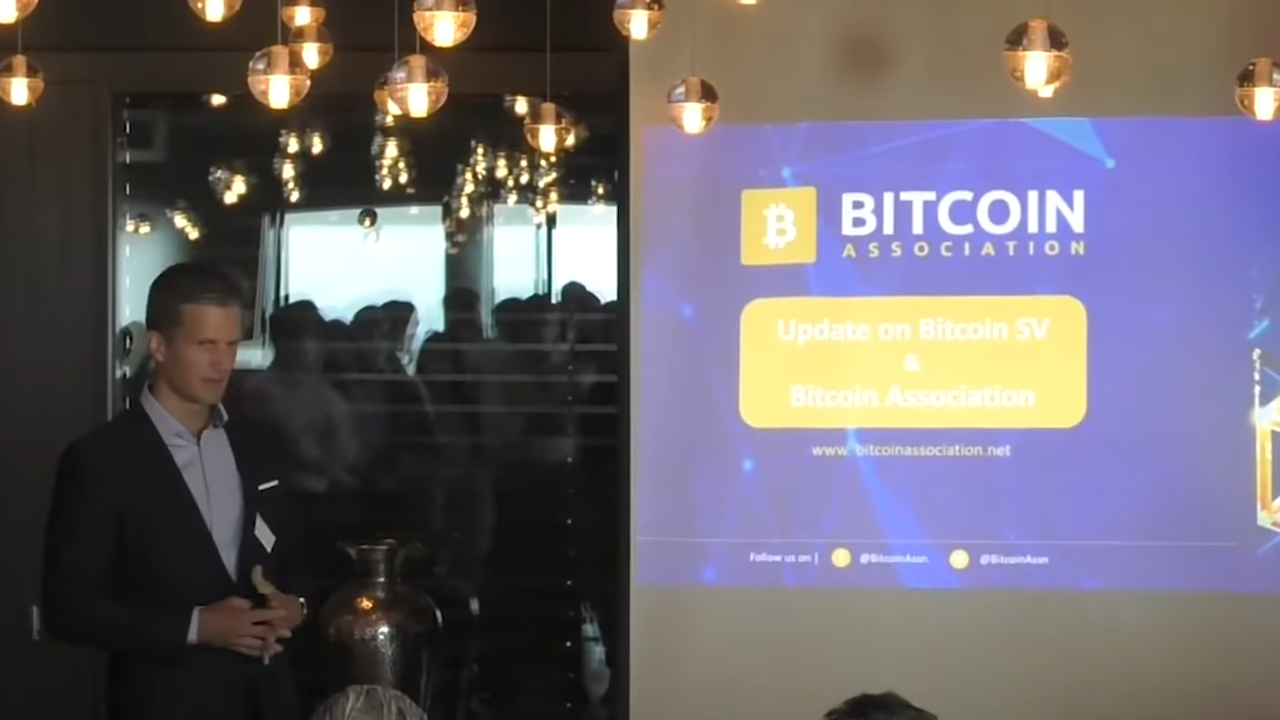 BITCOIN
ASSOCIATION
Update on Bitcoin SV
&
Bitcoin Association
www.bitcoinassociation.net
Follow us on | @BitcoinAssn. @BitcoinAssn